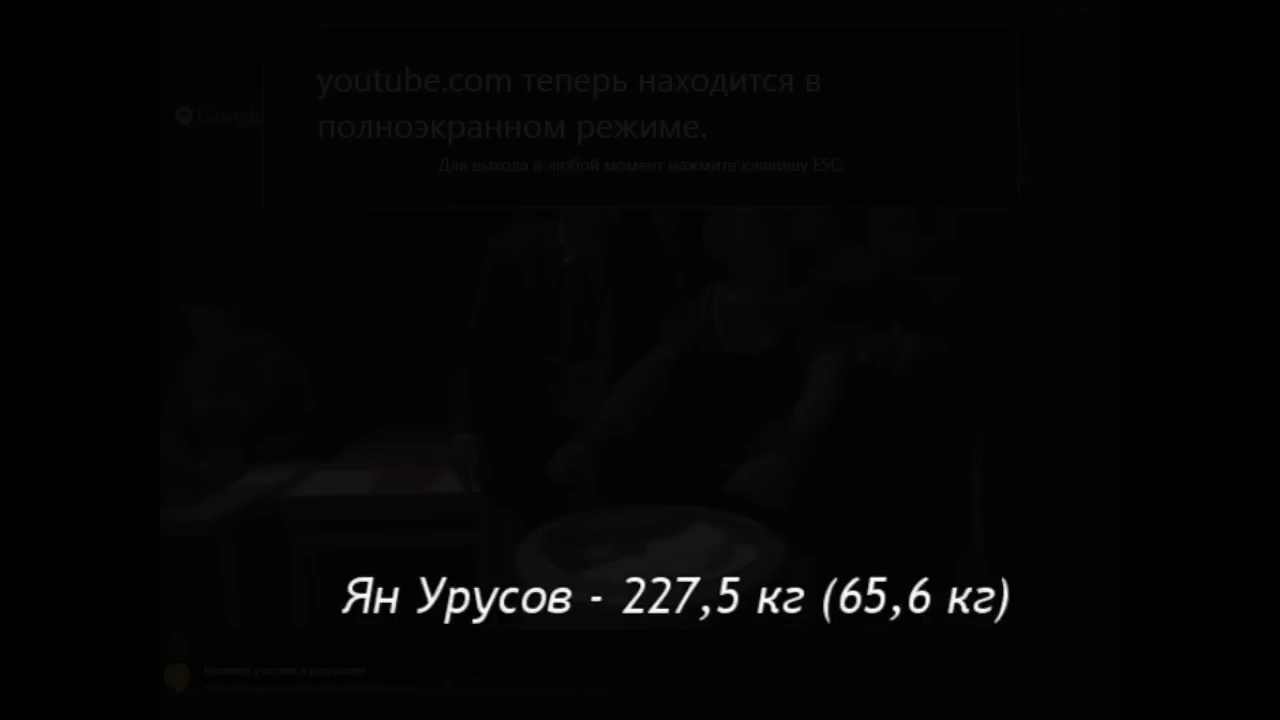 youtube.com теперь находится в
полноэкранном режиме.
Для выхода в любой момент нажмите клавишу ESC.
Google
Ян Урусов - 227,5 кг (65,6 кг)